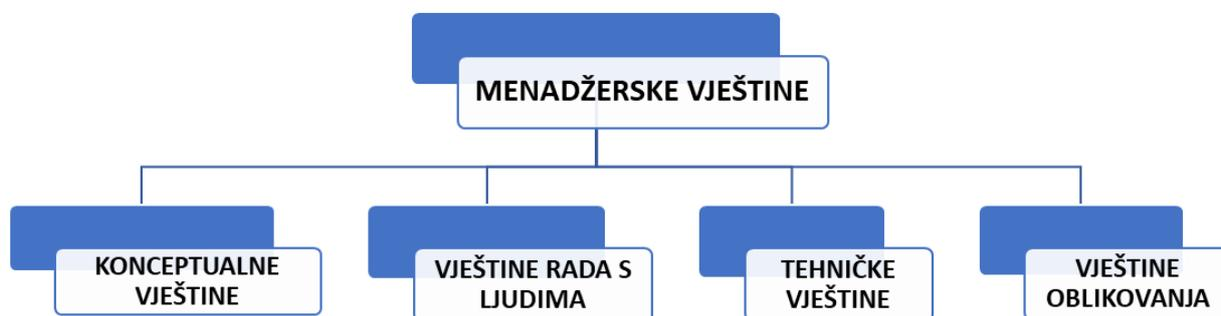 MENADŽERSKE VJEŠTINE
KONCEPTUALNE
VJEŠTINE
VJEŠTINE RADA S
LJUDIMA
TEHNIČKE
VJEŠTINE
VJEŠTINE
OBLIKOVANJA